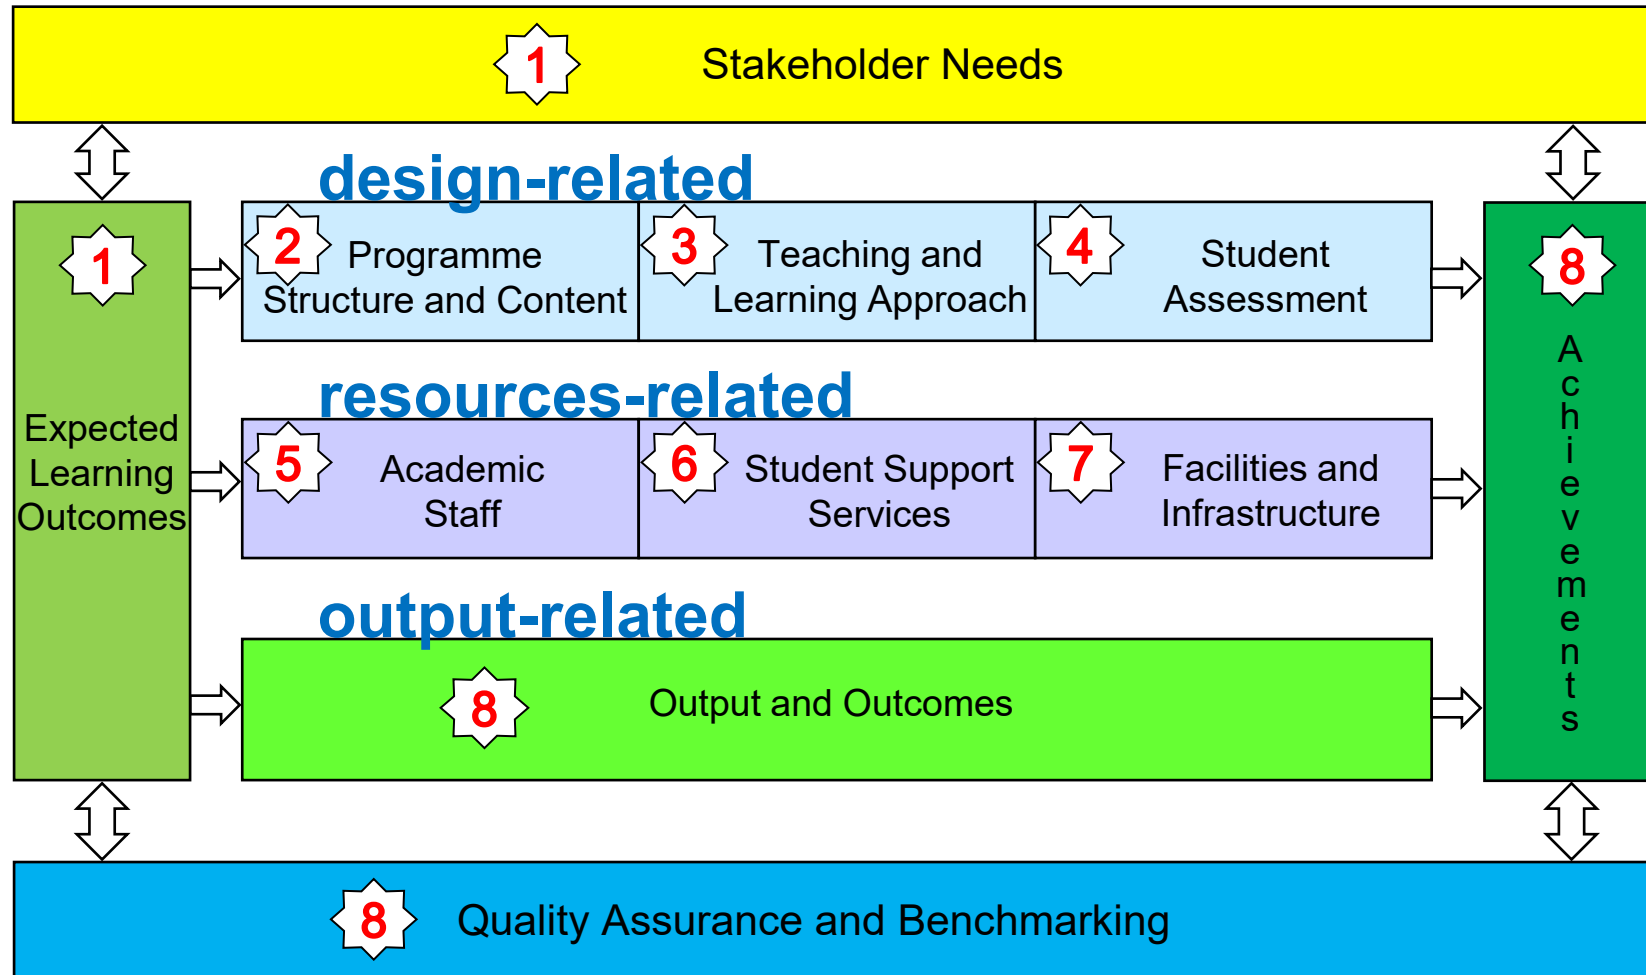 1 Stakeholder Needs
design-related
1
Expected
Learning
Outcomes
2 Programme
Structure and Content
3 Teaching and
Learning Approach
4 Student
Assessment
resources-related
5 Academic
Staff
6 Student Support
Services
7 Facilities and
Infrastructure
output-related
8 Output and Outcomes
8
Achievements
8 Quality Assurance and Benchmarking